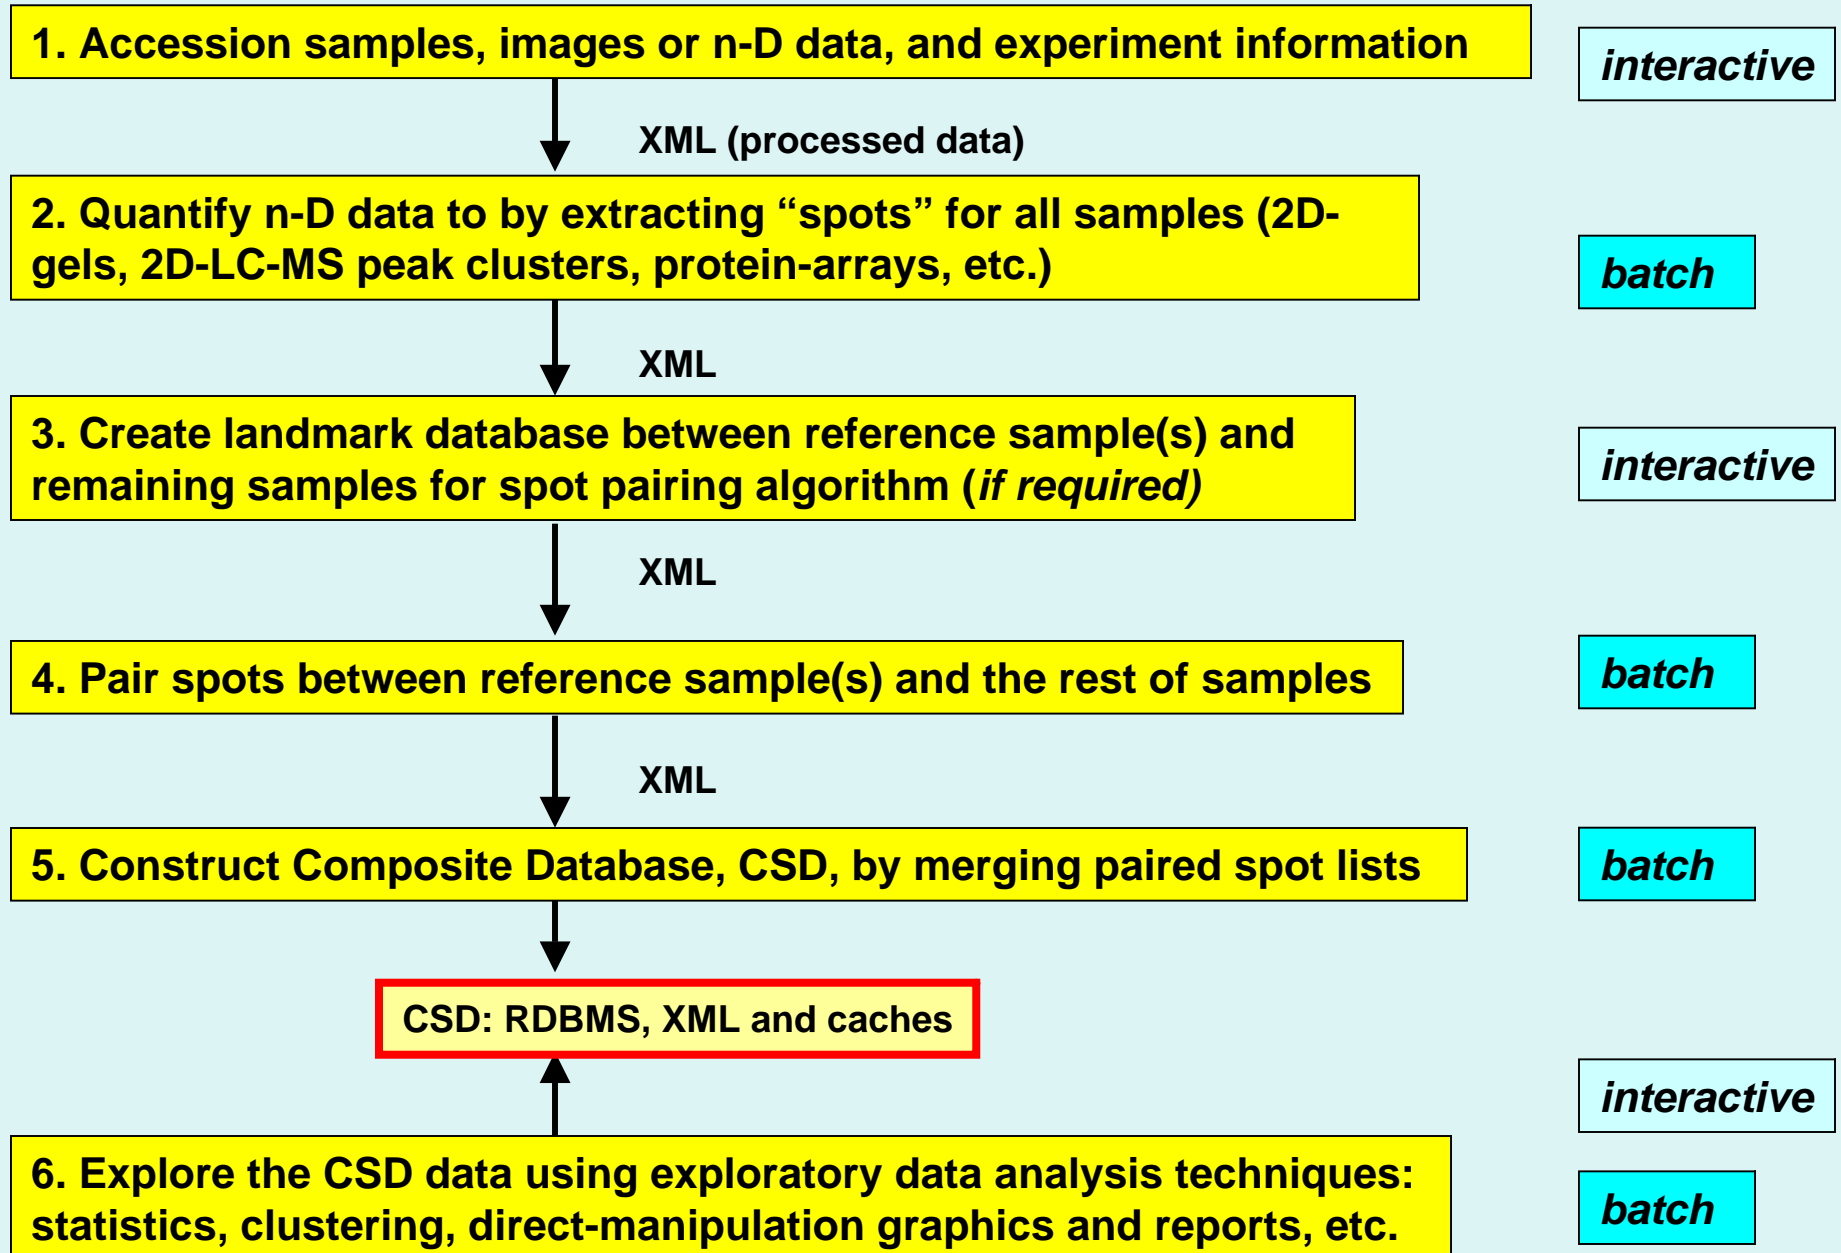 1. Accession samples, images or n-D data, and experiment information
interactive
XML (processed data)
2. Quantify n-D data to by extracting “spots” for all samples (2D-
gels, 2D-LC-MS peak clusters, protein-arrays, etc.)
batch
XML
3. Create landmark database between reference sample(s) and
remaining samples for spot pairing algorithm (if required)
interactive
XML
4. Pair spots between reference sample(s) and the rest of samples
batch
XML
5. Construct Composite Database, CSD, by merging paired spot lists
batch
CSD: RDBMS, XML and caches
interactive
6. Explore the CSD data using exploratory data analysis techniques:
statistics, clustering, direct-manipulation graphics and reports, etc.
batch